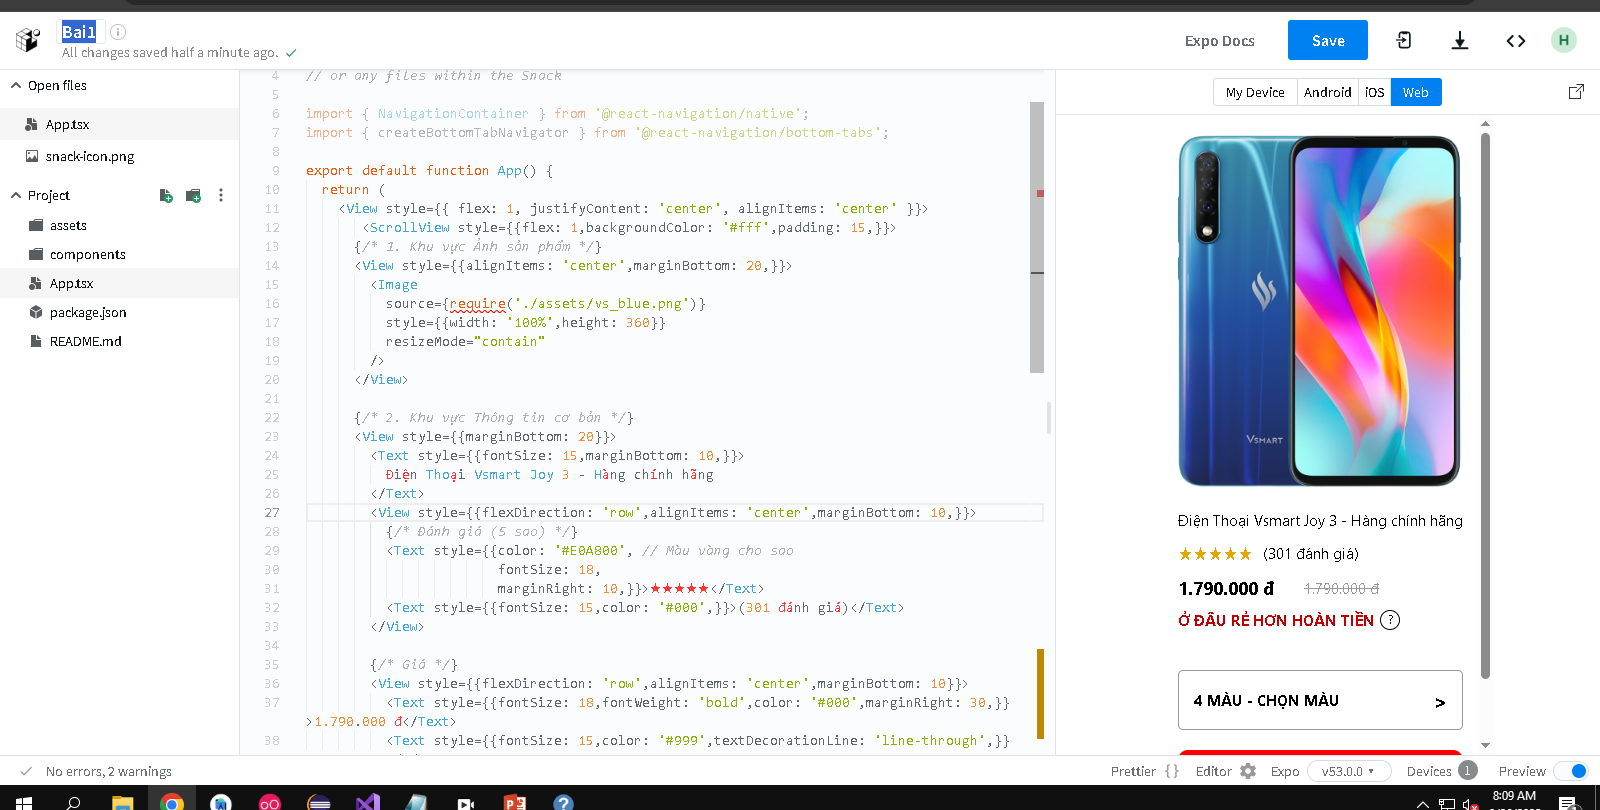 Bai1
All changes saved half a minute ago.
Expo Docs
Save
H
Open files
App.tsx
snack-icon.png
Project
assets
components
App.tsx
package.json
README.md
4 // or any files within the Snack
5
6 import { NavigationContainer } from '@react-navigation/native';
7 import { createBottomTabNavigator } from '@react-navigation/bottom-tabs';
8
9 export default function App() {
10 return (
11 <View style={{ flex: 1, justifyContent: 'center', alignItems: 'center' }}>
12 <ScrollView style={{flex: 1,backgroundColor: '#fff',padding: 15,}}>
13 {/* 1. Khu vực Ảnh sản phẩm */}
14 <View style={{alignItems: 'center',marginBottom: 20,}}>
15 <Image
16 source={require('./assets/vs_blue.png')}
17 style={{width: '100%',height: 360}}
18 resizeMode="contain"
19 />
20 </View>
21
22 {/* 2. Khu vực Thông tin cơ bản */}
23 <View style={{marginBottom: 20}}>
24 <Text style={{fontSize: 15,marginBottom: 10,}}>
25 Điện Thoại Vsmart Joy 3 - Hàng chính hãng
26 </Text>
27 <View style={{flexDirection: 'row',alignItems: 'center',marginBottom: 10,}}>
28 {/* Đánh giá (5 sao) */}
29 <Text style={{color: '#E0A800', // Màu vàng cho sao
30 fontSize: 18,
31 marginRight: 10,}}>★★★★★</Text>
32 <Text style={{fontSize: 15,color: '#000',}}>(301 đánh giá)</Text>
33 </View>
34
35 {/* Giá */}
36 <View style={{flexDirection: 'row',alignItems: 'center',marginBottom: 10}}>
37 <Text style={{fontSize: 18,fontWeight: 'bold',color: '#000',marginRight: 30,}}
>1.790.000 đ</Text>
38 <Text style={{fontSize: 15,color: '#999',textDecorationLine: 'line-through',}}
My Device
Android
iOS
Web
VSMART
Điện Thoại Vsmart Joy 3 - Hàng chính hãng
★★★★★ (301 đánh giá)
1.790.000 đ 1.790.000 đ
Ở ĐÂU RẺ HƠN HOÀN TIỀN ?
4 MÀU - CHỌN MÀU >
No errors, 2 warnings
Prettier { }
Editor
Expo
v53.0.0
Devices 1
Preview
8:09 AM